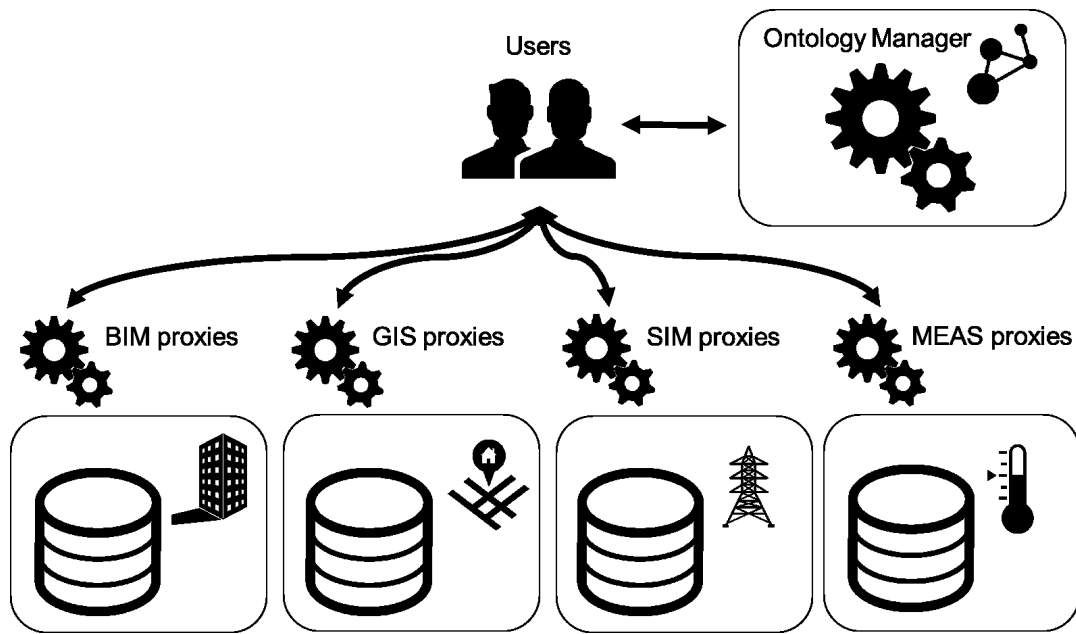 Users
Ontology Manager
BIM proxies
GIS proxies
SIM proxies
MEAS proxies